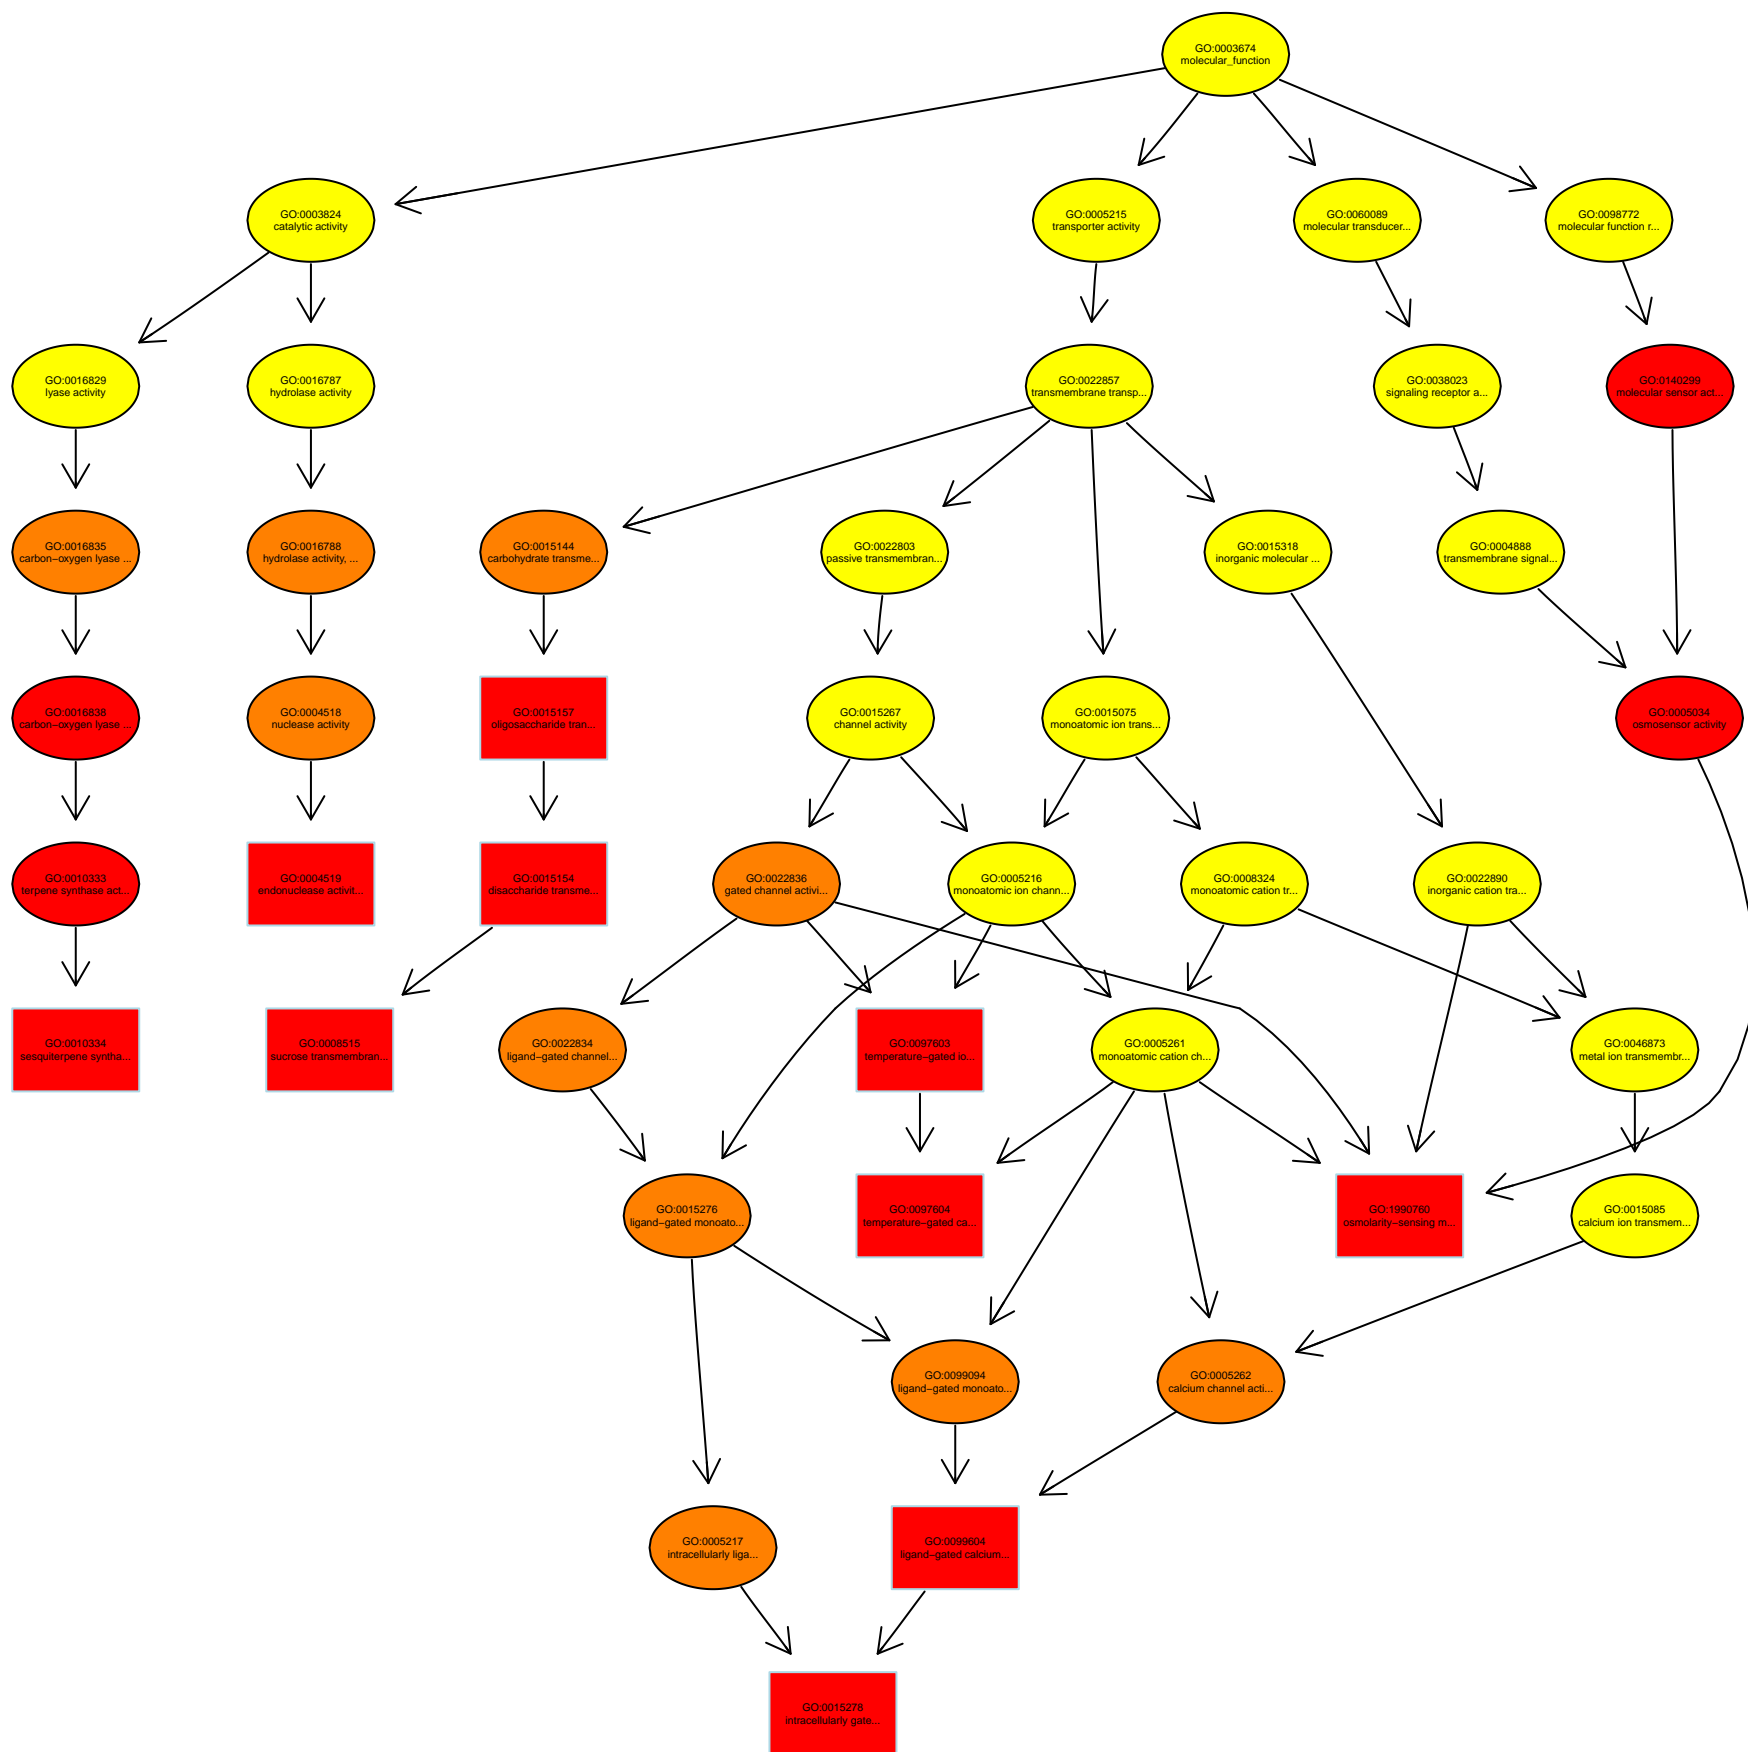 GO:0003674
molecular_function
GO:0003824
catalytic activity
GO:0005215
transporter activity
GO:0060089
molecular transducer...
GO:0098772
molecular function r...
GO:0016829
lyase activity
GO:0016787
hydrolase activity
GO:0022857
transmembrane transp...
GO:0038023
signaling receptor a...
GO:0140299
molecular sensor act...
GO:0016835
carbon−oxygen lyase ...
GO:0016788
hydrolase activity, ...
GO:0015144
carbohydrate transme...
GO:0022803
passive transmembran...
GO:0015318
inorganic molecular ...
GO:0004888
transmembrane signal...
GO:0016838
carbon−oxygen lyase ...
GO:0004518
nuclease activity
GO:0015157
oligosaccharide tran...
GO:0015267
channel activity
GO:0015075
monoatomic ion trans...
GO:0005034
osmosensor activity
GO:0010333
terpene synthase act...
GO:0004519
endonuclease activit...
GO:0015154
disaccharide transme...
GO:0022836
gated channel activi...
GO:0005216
monoatomic ion chann...
GO:0008324
monoatomic cation tr...
GO:0022890
inorganic cation tra...
GO:0010334
sesquiterpene syntha...
GO:0008515
sucrose transmembran...
GO:0022834
ligand−gated channel...
GO:0097603
temperature−gated io...
GO:0005261
monoatomic cation ch...
GO:0046873
metal ion transmembr...
GO:0015276
ligand−gated monoato...
GO:0097604
temperature−gated ca...
GO:1990760
osmolarity−sensing m...
GO:0015085
calcium ion transmem...
GO:0099094
ligand−gated monoato...
GO:0005262
calcium channel acti...
GO:0005217
intracellularly liga...
GO:0099604
ligand−gated calcium...
GO:0015278
intracellularly gate...